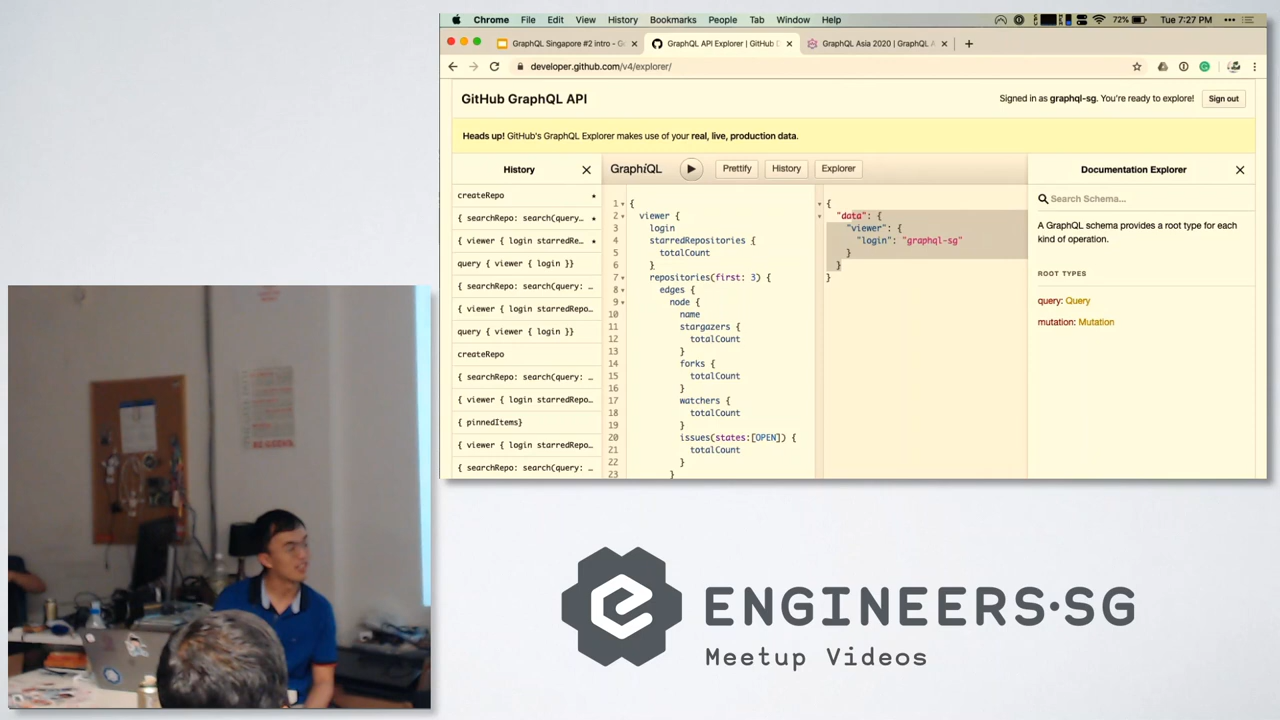 Chrome File Edit View History Bookmarks People Tab Window Help 72% Tue 7:27 PM
GraphQL Singapore #2 intro - Go
GraphQL API Explorer | GitHub D
GraphQL Asia 2020 | GraphQL A
developer.github.com/v4/explorer/
GitHub GraphQL API
Signed in as graphql-sg. You're ready to explore!
Sign out
Heads up! GitHub's GraphQL Explorer makes use of your real, live, production data.
History
createRepo
{ searchRepo: search(query…
{ viewer { login starredRe…
query { viewer { login }}
{ searchRepo: search(query: …
{ viewer { login starredRepo…
query { viewer { login }}
createRepo
{ searchRepo: search(query: …
{ viewer { login starredRepo…
{ pinnedItems}
{ viewer { login starredRepo…
{ searchRepo: search(query: …
GraphiQL
Prettify
History
Explorer
1 {
2 viewer {
3 login
4 starredRepositories {
5 totalCount
6 }
7 repositories(first: 3) {
8 edges {
9 node {
10 name
11 stargazers {
12 totalCount
13 }
14 forks {
15 totalCount
16 }
17 watchers {
18 totalCount
19 }
20 issues(states:[OPEN]) {
21 totalCount
22 }
23 }
{
"data": {
"viewer": {
"login": "graphql-sg"
}
}
}
Documentation Explorer
Search Schema...
A GraphQL schema provides a root type for each
kind of operation.
ROOT TYPES
query: Query
mutation: Mutation
ENGINEERS·SG
Meetup Videos